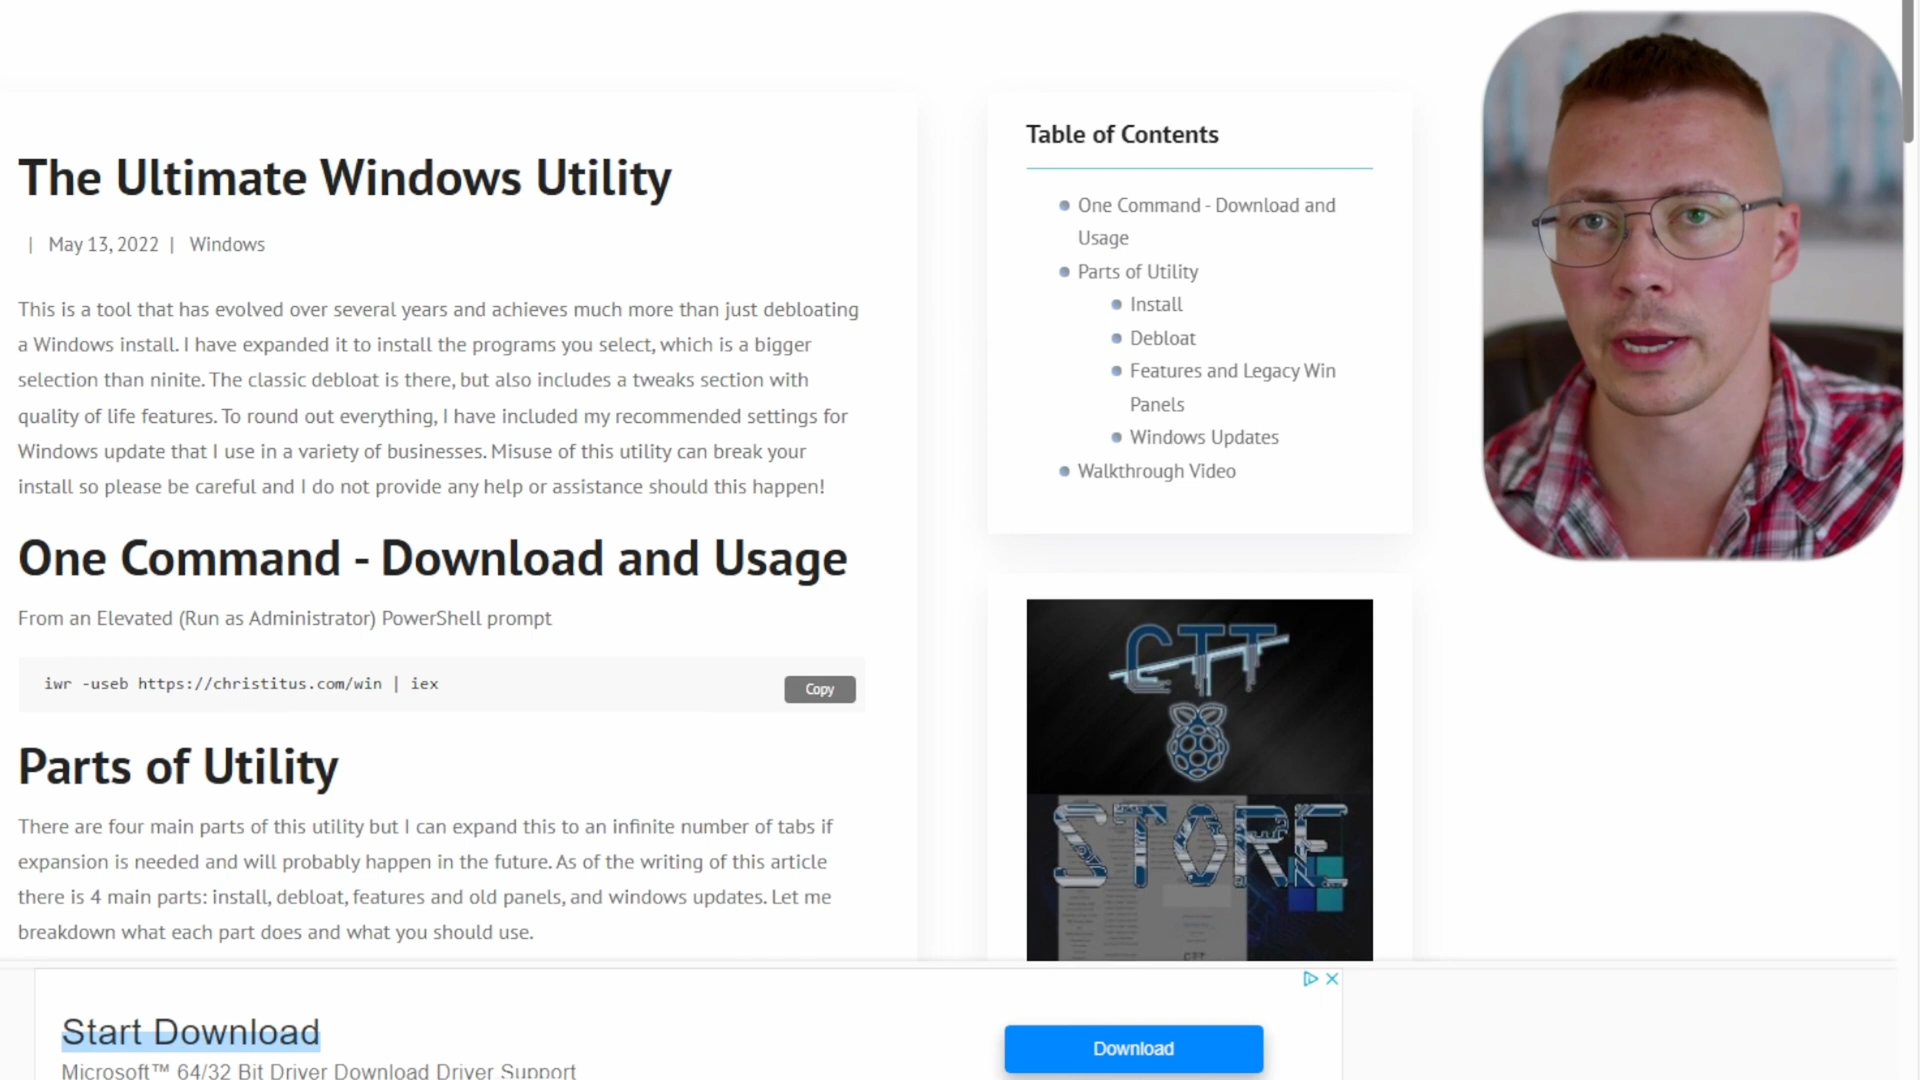 The Ultimate Windows Utility
| May 13, 2022 | Windows
This is a tool that has evolved over several years and achieves much more than just debloating
a Windows install. I have expanded it to install the programs you select, which is a bigger
selection than ninite. The classic debloat is there, but also includes a tweaks section with
quality of life features. To round out everything, I have included my recommended settings for
Windows update that I use in a variety of businesses. Misuse of this utility can break your
install so please be careful and I do not provide any help or assistance should this happen!
One Command - Download and Usage
From an Elevated (Run as Administrator) PowerShell prompt
iwr -useb https://christitus.com/win | iex
Copy
Parts of Utility
There are four main parts of this utility but I can expand this to an infinite number of tabs if
expansion is needed and will probably happen in the future. As of the writing of this article
there is 4 main parts: install, debloat, features and old panels, and windows updates. Let me
breakdown what each part does and what you should use.
Table of Contents
One Command - Download and
Usage
Parts of Utility
Install
Debloat
Features and Legacy Win
Panels
Windows Updates
Walkthrough Video
CTT
STORE
Start Download
Microsoft™ 64/32 Bit Driver Download Driver Support
Download